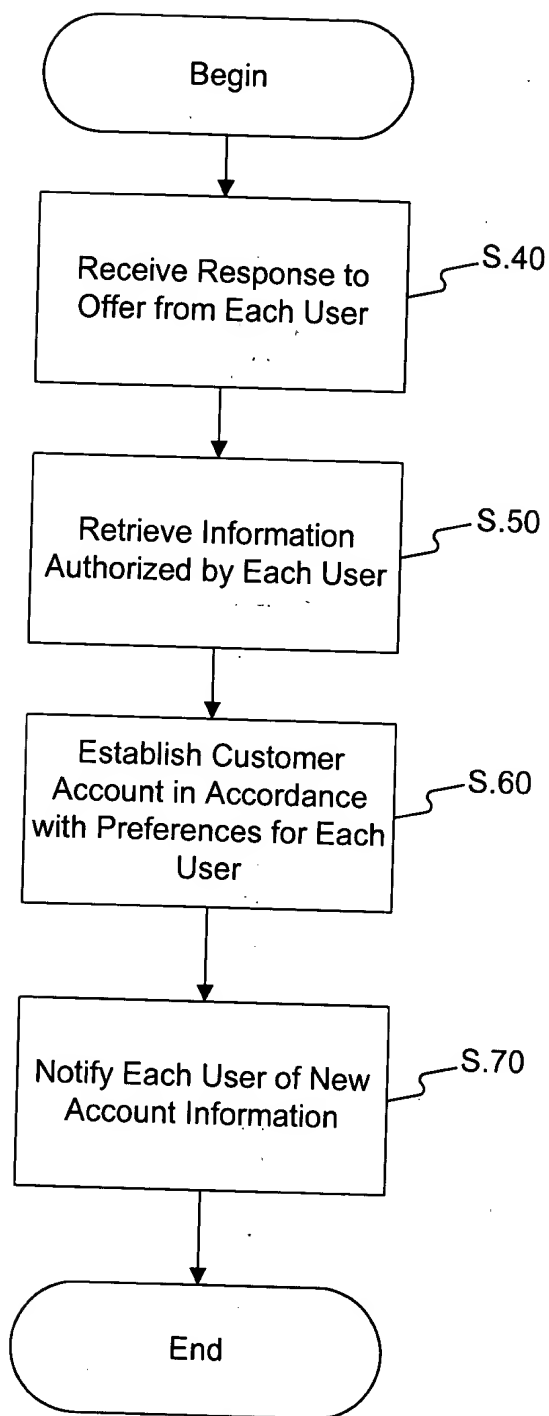 Begin
Receive Response to
Offer from Each User
S.40
Retrieve Information
Authorized by Each User
S.50
Establish Customer
Account in Accordance
with Preferences for Each
User
S.60
Notify Each User of New
Account Information
S.70
End